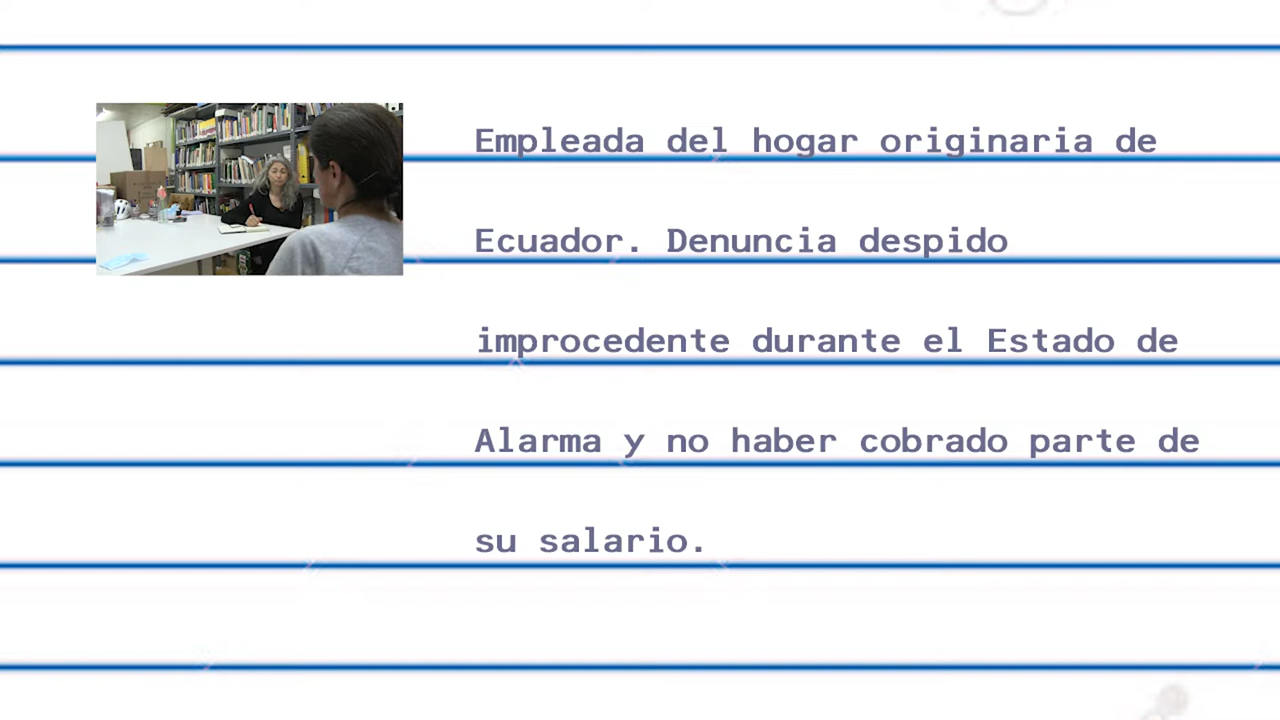 Empleada del hogar originaria de
Ecuador. Denuncia despido
improcedente durante el Estado de
Alarma y no haber cobrado parte de
su salario.